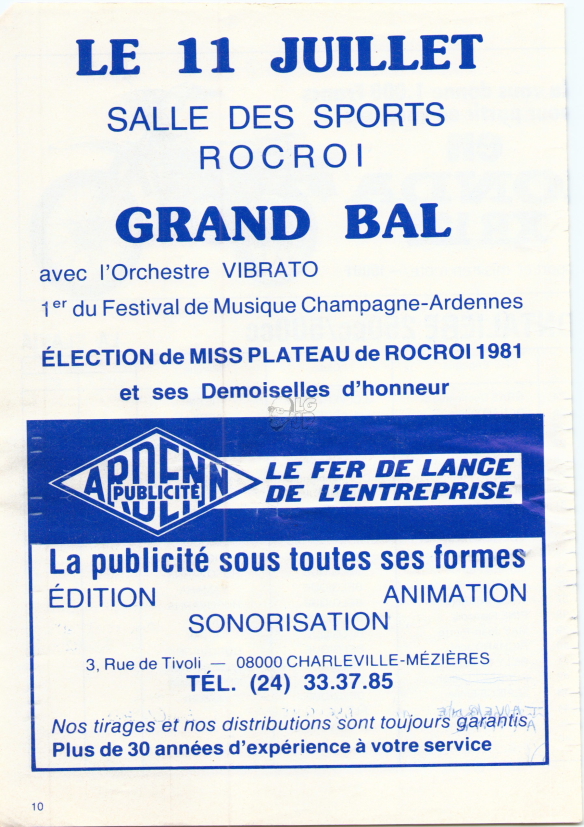 LE 11 JUILLET
SALLE DES SPORTS
ROCROI
GRAND BAL
avec l'Orchestre VIBRATO
1er du Festival de Musique Champagne-Ardennes
ÉLECTION de MISS PLATEAU de ROCROI 1981
et ses Demoiselles d'honneur
ARDENN
PUBLICITÉ
LE FER DE LANCE
DE L'ENTREPRISE
La publicité sous toutes ses formes
ÉDITION ANIMATION
SONORISATION
3, Rue de Tivoli — 08000 CHARLEVILLE-MÉZIÈRES
TÉL. (24) 33.37.85
Nos tirages et nos distributions sont toujours garantis
Plus de 30 années d'expérience à votre service
10